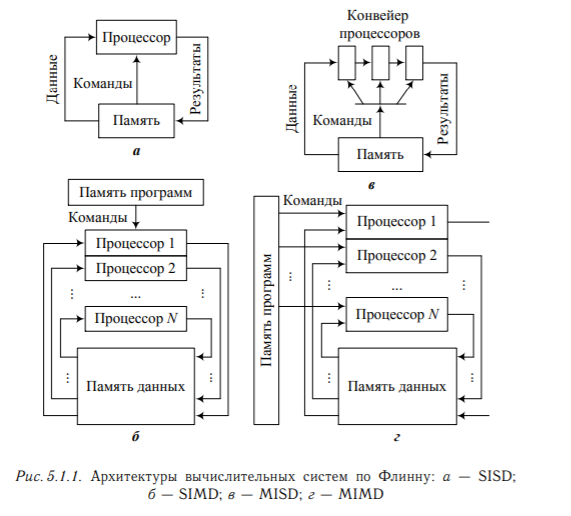 Процессор
Данные
Команды
Результаты
Память
а
Конвейер
процессоров
Данные
Команды
Результаты
Память
в
Память программ
Команды
Процессор 1
Процессор 2
...
...
...
Процессор N
...
Память данных
...
б
Команды
Память программ
Процессор 1
Процессор 2
...
...
...
...
Процессор N
...
Память данных
...
г
Рис. 5.1.1. Архитектуры вычислительных систем по Флинну: а — SISD;
б — SIMD; в — MISD; г — MIMD